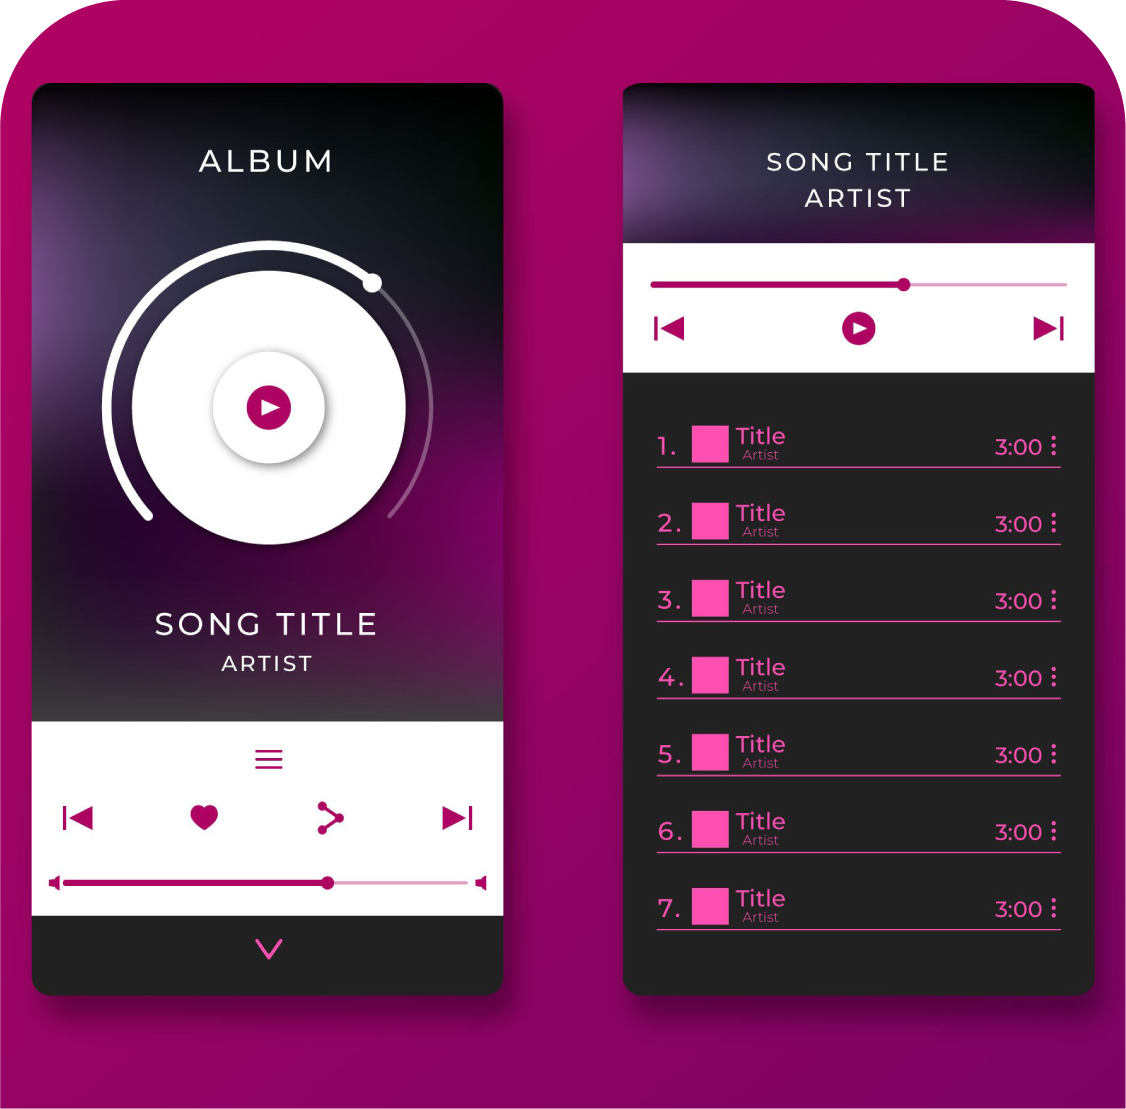 ALBUM
SONG TITLE
ARTIST
SONG TITLE
ARTIST
1. Title 3:00
Artist
2. Title 3:00
Artist
3. Title 3:00
Artist
4. Title 3:00
Artist
5. Title 3:00
Artist
6. Title 3:00
Artist
7. Title 3:00
Artist